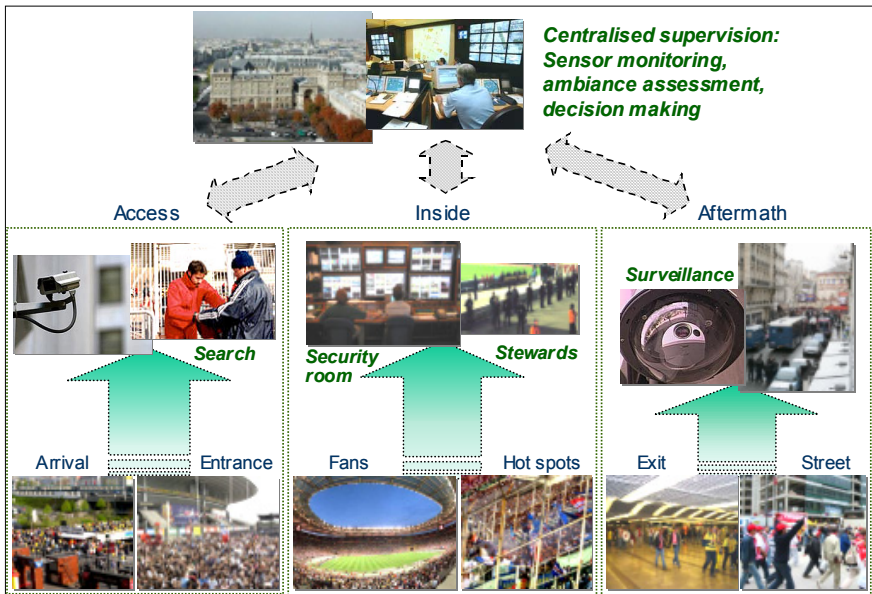 Centralised supervision:
Sensor monitoring,
ambiance assessment,
decision making
Access
Inside
Aftermath
Surveillance
Search
Security
room
Stewards
Arrival
Entrance
Fans
Hot spots
Exit
Street